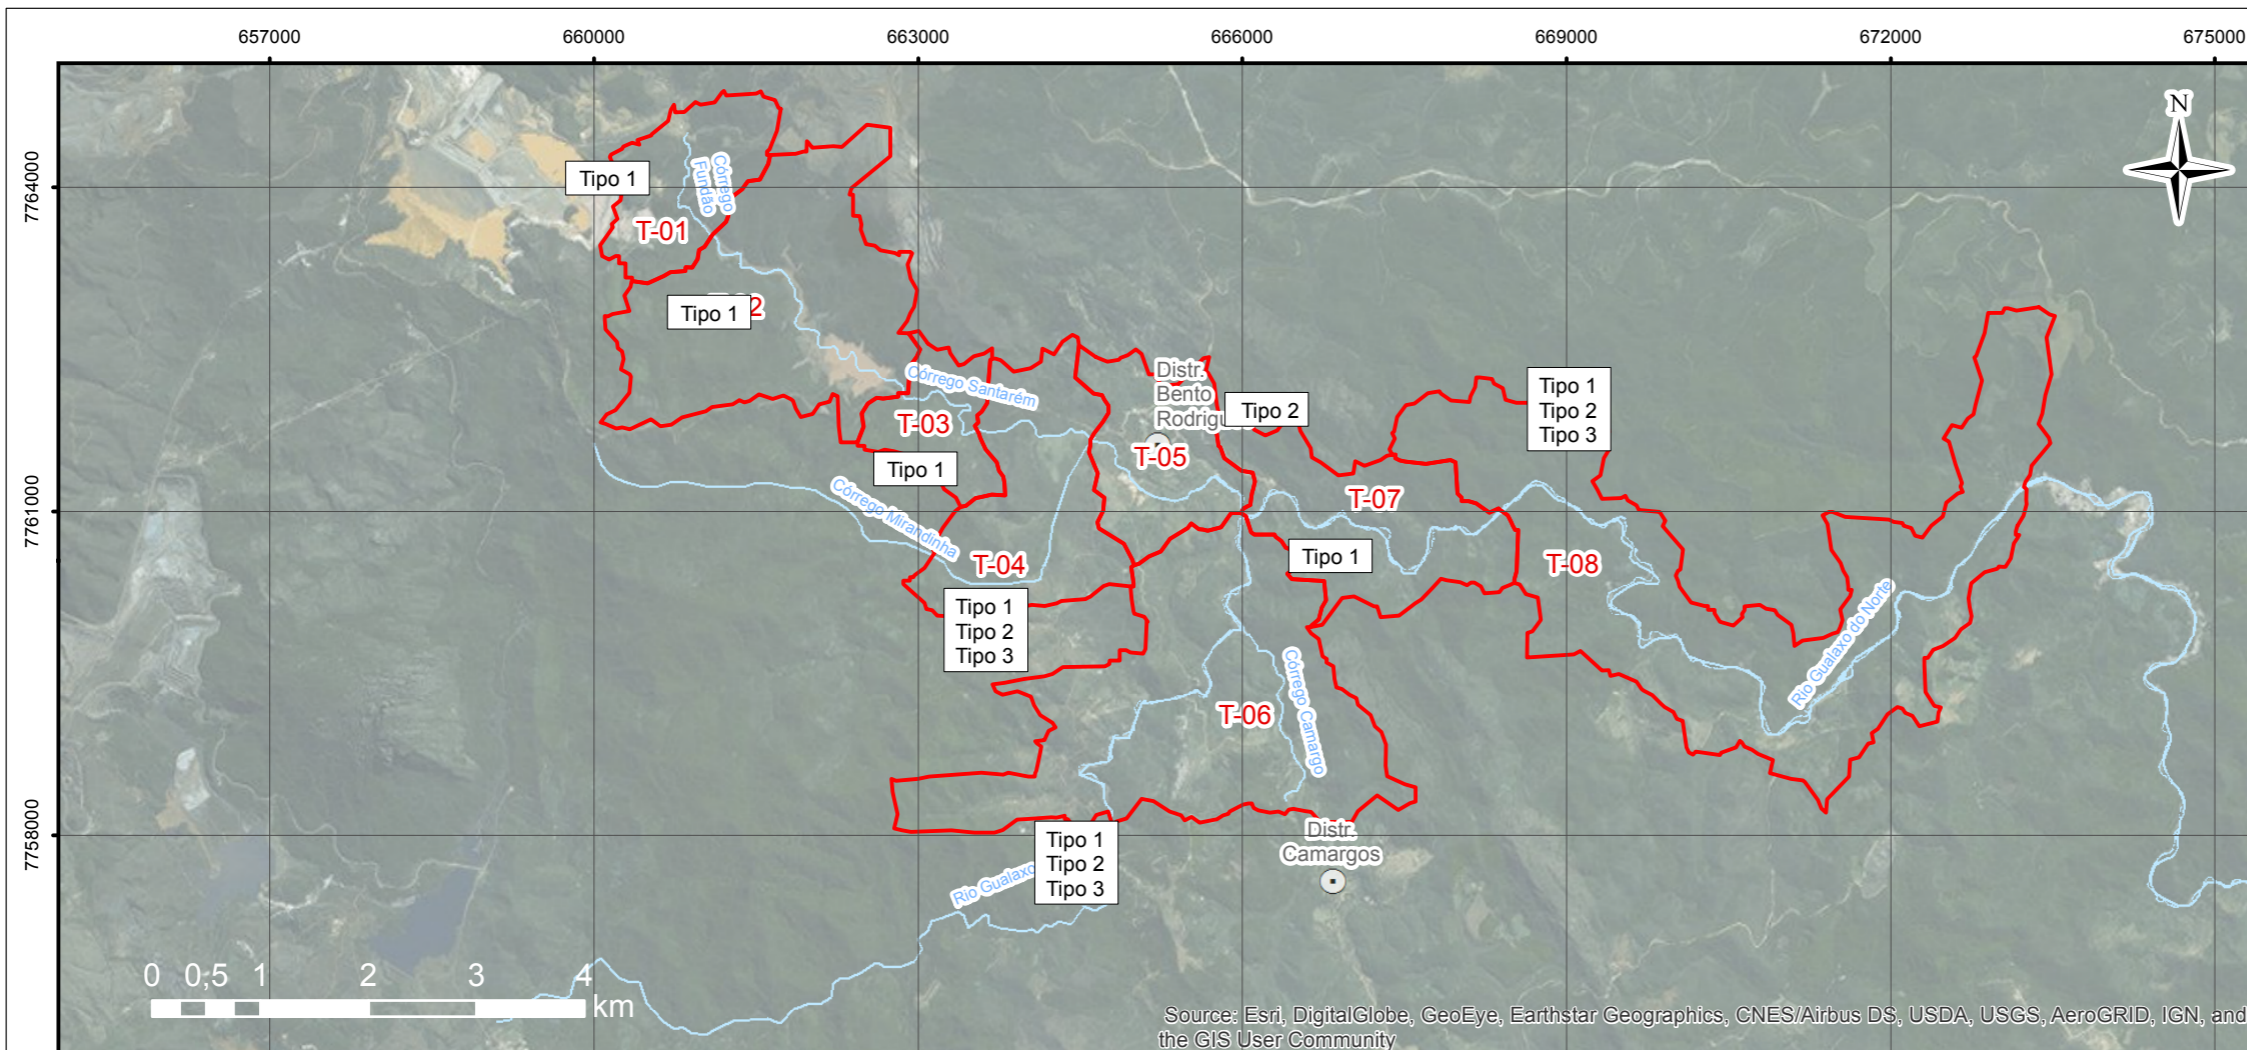 657000
660000
663000
666000
669000
672000
675000
N
7764000
7761000
7758000
Córrego
Fundão
Tipo 1
T-01
2
Tipo 1
Córrego Santarém
T-03
Tipo 1
Córrego Mirandinha
T-04
Tipo 1
Tipo 2
Tipo 3
Distr.
Bento
Rodrigu
T-05
Tipo 2
T-07
Tipo 1
Tipo 1
Tipo 2
Tipo 3
T-08
Rio Gualaxo do Norte
T-06
Córrego Camargo
Distr.
Camargos
Rio Gualaxo
Tipo 1
Tipo 2
Tipo 3
0 0,5 1 2 3 4
km
Source: Esri, DigitalGlobe, GeoEye, Earthstar Geographics, CNES/Airbus DS, USDA, USGS, AeroGRID, IGN, and
the GIS User Community